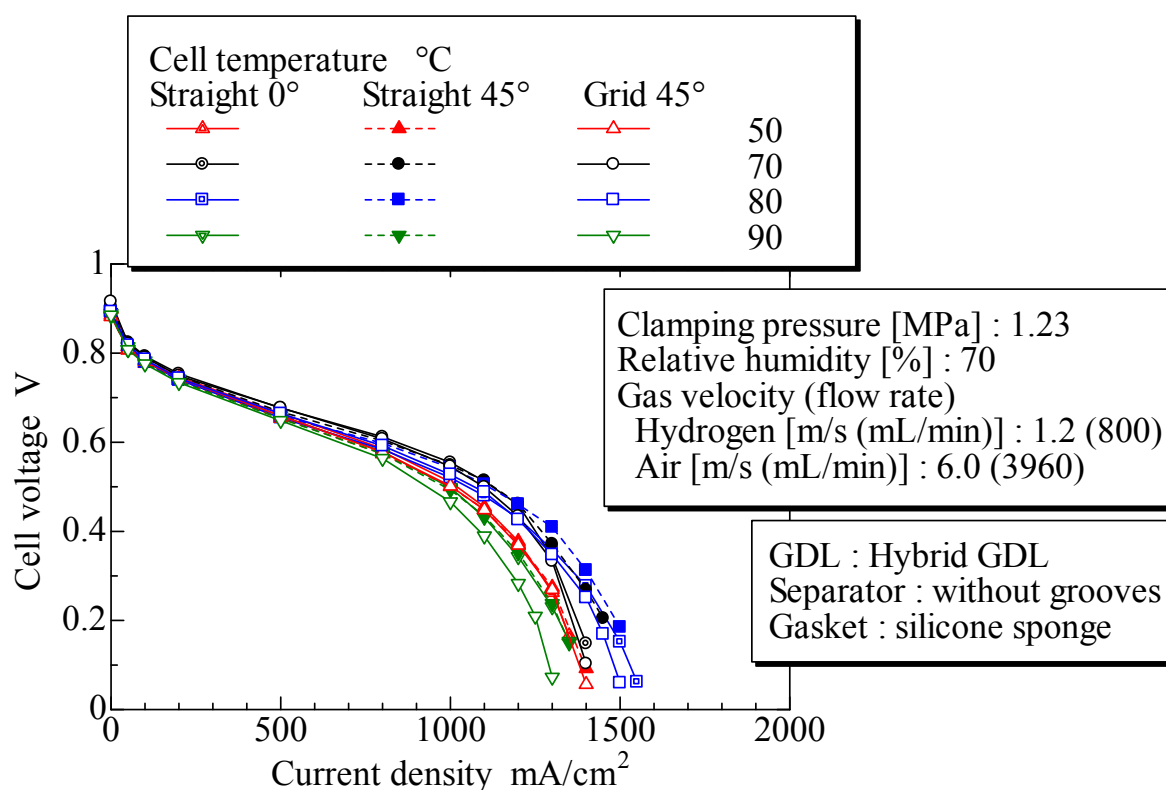 Cell temperature °C
Straight 0° Straight 45° Grid 45°
50
70
80
90
Clamping pressure [MPa] : 1.23
Relative humidity [%] : 70
Gas velocity (flow rate)
Hydrogen [m/s (mL/min)] : 1.2 (800)
Air [m/s (mL/min)] : 6.0 (3960)
GDL : Hybrid GDL
Separator : without grooves
Gasket : silicone sponge
Cell voltage V
1
0.8
0.6
0.4
0.2
0
0 500 1000 1500 2000
Current density mA/cm²